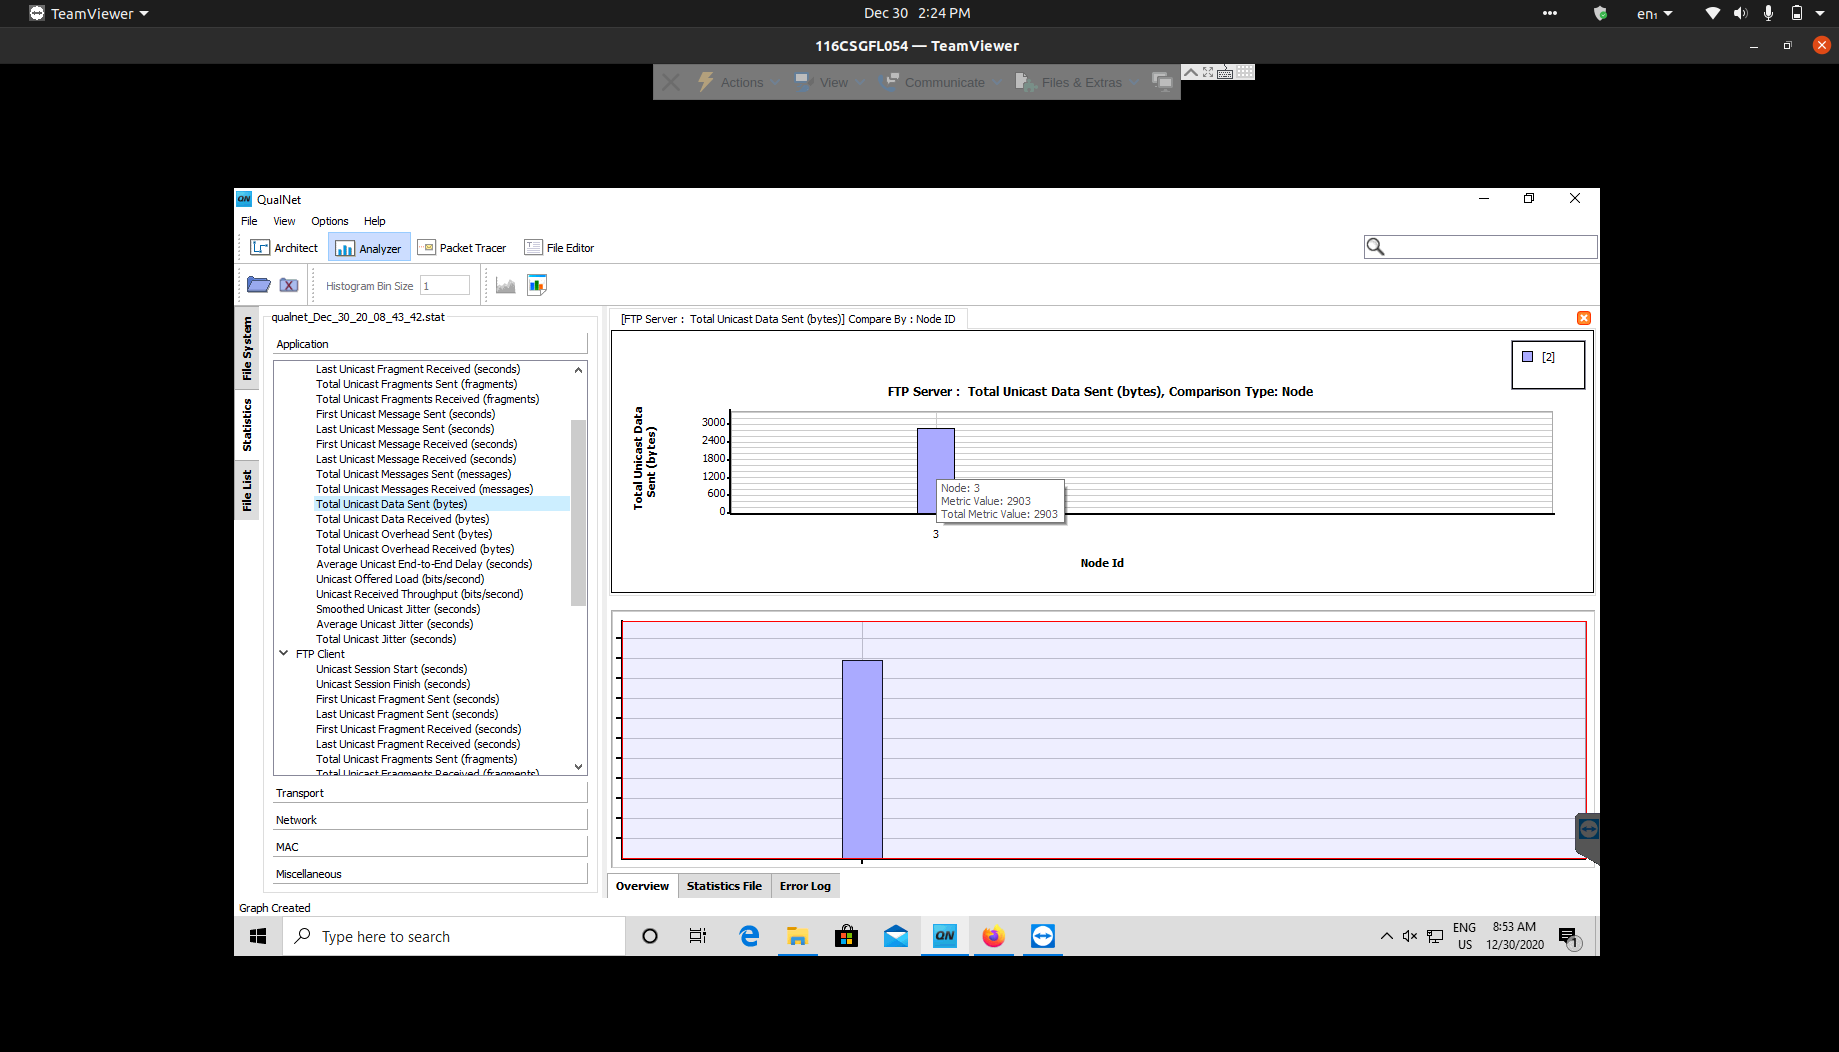 TeamViewer
Dec 30 2:24 PM
en₁
116CSGFL054 — TeamViewer
Actions
View
Communicate
Files & Extras
QN QualNet
File View Options Help
Architect Analyzer Packet Tracer File Editor
Histogram Bin Size 1
File System
Statistics
File List
qualnet_Dec_30_20_08_43_42.stat
Application
Last Unicast Fragment Received (seconds)
Total Unicast Fragments Sent (fragments)
Total Unicast Fragments Received (fragments)
First Unicast Message Sent (seconds)
Last Unicast Message Sent (seconds)
First Unicast Message Received (seconds)
Last Unicast Message Received (seconds)
Total Unicast Messages Sent (messages)
Total Unicast Messages Received (messages)
Total Unicast Data Sent (bytes)
Total Unicast Data Received (bytes)
Total Unicast Overhead Sent (bytes)
Total Unicast Overhead Received (bytes)
Average Unicast End-to-End Delay (seconds)
Unicast Offered Load (bits/second)
Unicast Received Throughput (bits/second)
Smoothed Unicast Jitter (seconds)
Average Unicast Jitter (seconds)
Total Unicast Jitter (seconds)
FTP Client
Unicast Session Start (seconds)
Unicast Session Finish (seconds)
First Unicast Fragment Sent (seconds)
Last Unicast Fragment Sent (seconds)
First Unicast Fragment Received (seconds)
Last Unicast Fragment Received (seconds)
Total Unicast Fragments Sent (fragments)
Total Unicast Fragments Received (fragments)
Transport
Network
MAC
Miscellaneous
[FTP Server : Total Unicast Data Sent (bytes)] Compare By : Node ID
[2]
FTP Server : Total Unicast Data Sent (bytes), Comparison Type: Node
Total Unicast Data
Sent (bytes)
3000
2400
1800
1200
600
0
Node: 3
Metric Value: 2903
Total Metric Value: 2903
3
Node Id
Overview Statistics File Error Log
Graph Created
Type here to search
QN
ENG
US
8:53 AM
12/30/2020
1